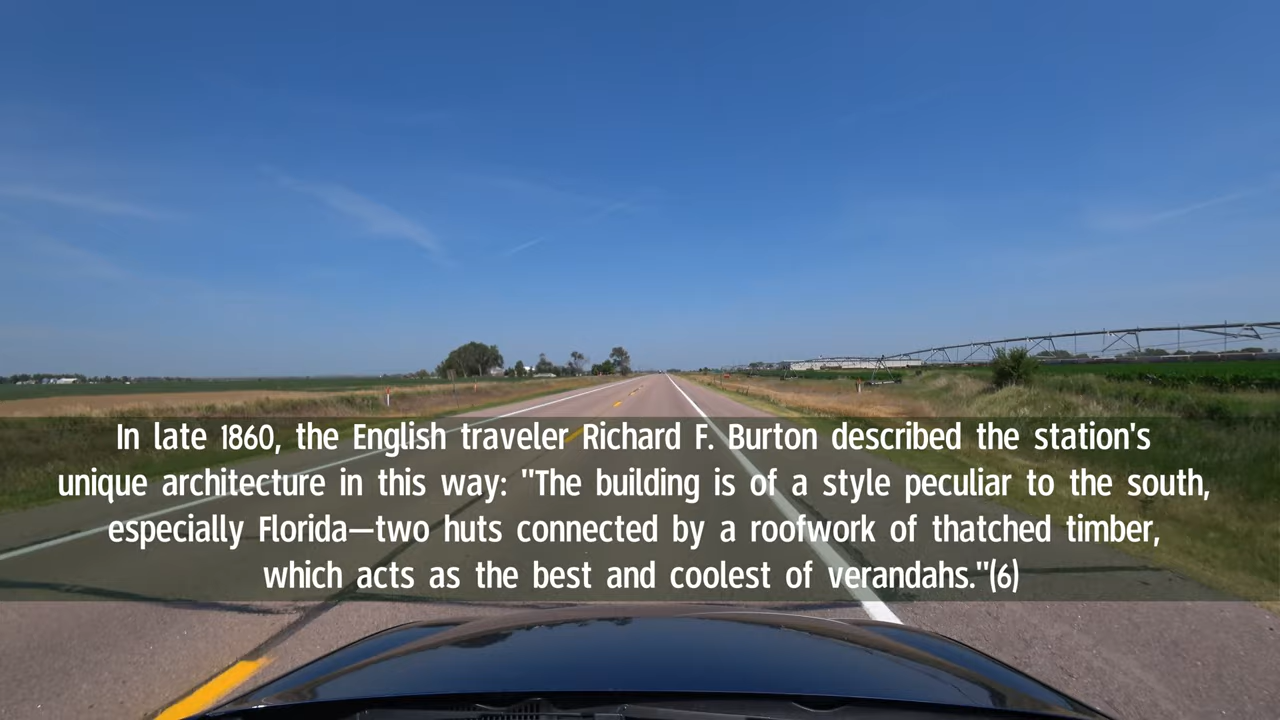 In late 1860, the English traveler Richard F. Burton described the station's
unique architecture in this way: "The building is of a style peculiar to the south,
especially Florida—two huts connected by a roofwork of thatched timber,
which acts as the best and coolest of verandahs."(6)